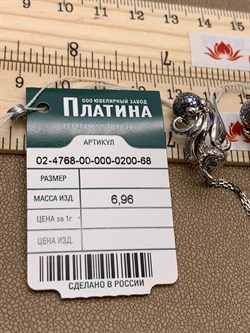 ООО ЮВЕЛИРНЫЙ ЗАВОД
ПЛАТИНА
АРТИКУЛ
02-4768-00-000-0200-68
РАЗМЕР
МАССА ИЗД. 6,96
ЦЕНА за 1г
ЦЕНА ИЗД.
СДЕЛАНО В РОССИИ